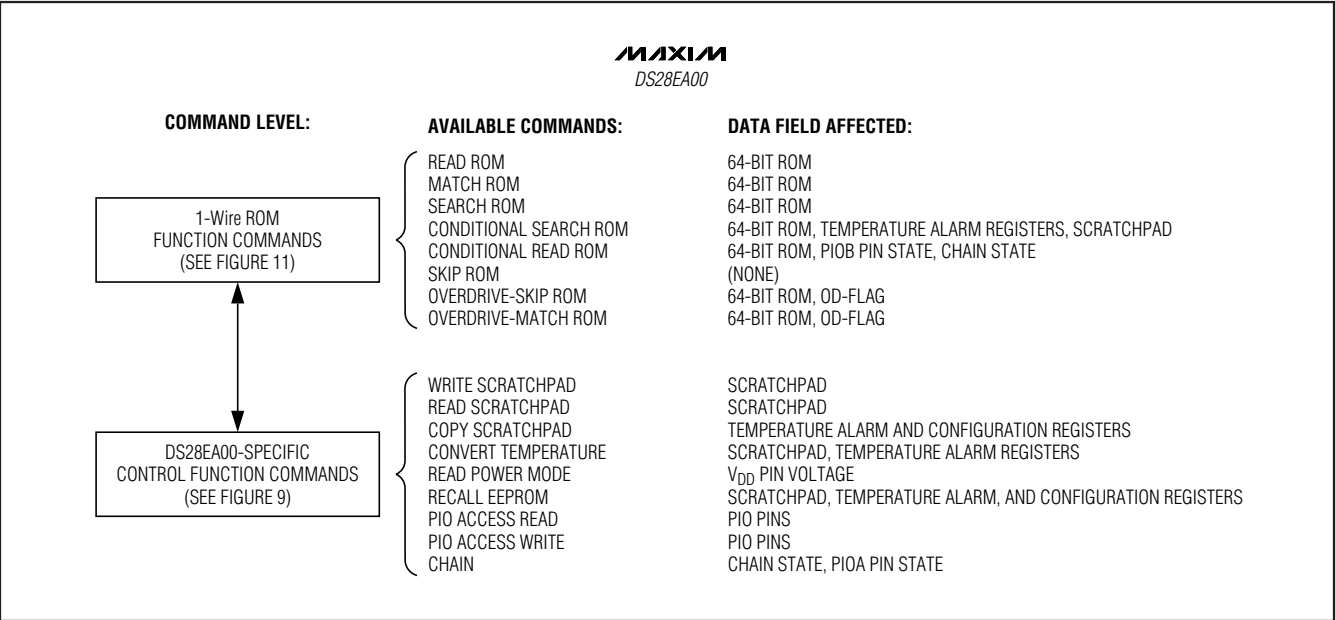 MAXIM
DS28EA00
COMMAND LEVEL: AVAILABLE COMMANDS: DATA FIELD AFFECTED:
1-Wire ROM
FUNCTION COMMANDS
(SEE FIGURE 11)
READ ROM 64-BIT ROM
MATCH ROM 64-BIT ROM
SEARCH ROM 64-BIT ROM
CONDITIONAL SEARCH ROM 64-BIT ROM, TEMPERATURE ALARM REGISTERS, SCRATCHPAD
CONDITIONAL READ ROM 64-BIT ROM, PIOB PIN STATE, CHAIN STATE
SKIP ROM (NONE)
OVERDRIVE-SKIP ROM 64-BIT ROM, OD-FLAG
OVERDRIVE-MATCH ROM 64-BIT ROM, OD-FLAG
DS28EA00-SPECIFIC
CONTROL FUNCTION COMMANDS
(SEE FIGURE 9)
WRITE SCRATCHPAD SCRATCHPAD
READ SCRATCHPAD SCRATCHPAD
COPY SCRATCHPAD TEMPERATURE ALARM AND CONFIGURATION REGISTERS
CONVERT TEMPERATURE SCRATCHPAD, TEMPERATURE ALARM REGISTERS
READ POWER MODE VDD PIN VOLTAGE
RECALL EEPROM SCRATCHPAD, TEMPERATURE ALARM, AND CONFIGURATION REGISTERS
PIO ACCESS READ PIO PINS
PIO ACCESS WRITE PIO PINS
CHAIN CHAIN STATE, PIOA PIN STATE